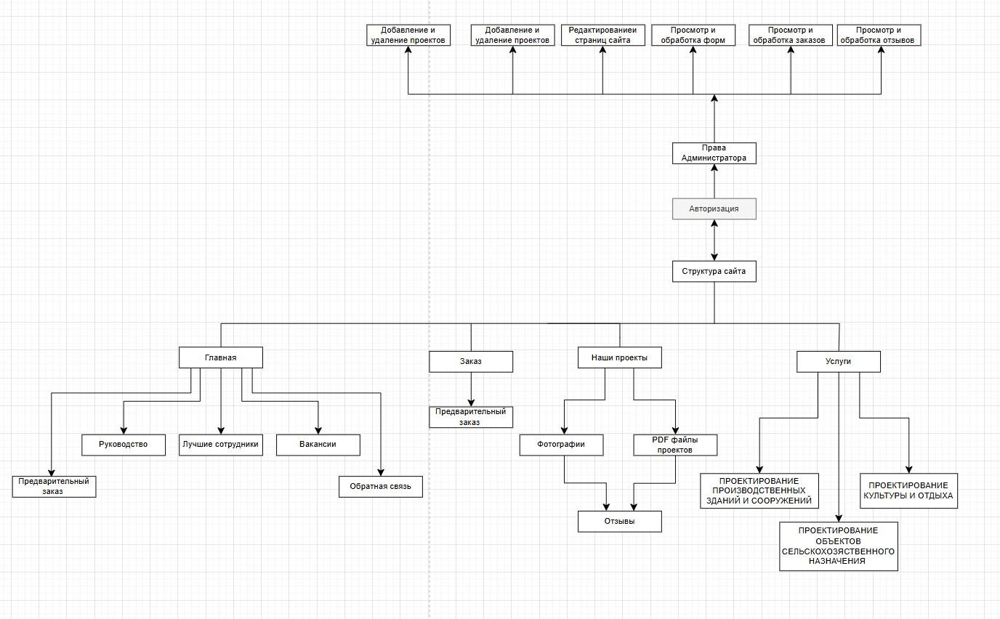 Добавление и
удаление проектов
Добавление и
удаление проектов
Редактированиеи
страниц сайта
Просмотр и
обработка форм
Просмотр и
обработка заказов
Просмотр и
обработка отзывов
Права
Администратора
Авторизация
Структура сайта
Главная
Заказ
Наши проекты
Услуги
Предварительный
заказ
Руководство
Лучшие сотрудники
Вакансии
Фотографии
PDF файлы
проектов
Предварительный
заказ
Обратная связь
ПРОЕКТИРОВАНИЕ
ПРОИЗВОДСТВЕННЫХ
ЗДАНИЙ И СООРУЖЕНИЙ
ПРОЕКТИРОВАНИЕ
КУЛЬТУРЫ И ОТДЫХА
Отзывы
ПРОЕКТИРОВАНИЕ
ОБЪЕКТОВ
СЕЛЬСКОХОЗЯСТВЕННОГО
НАЗНАЧЕНИЯ